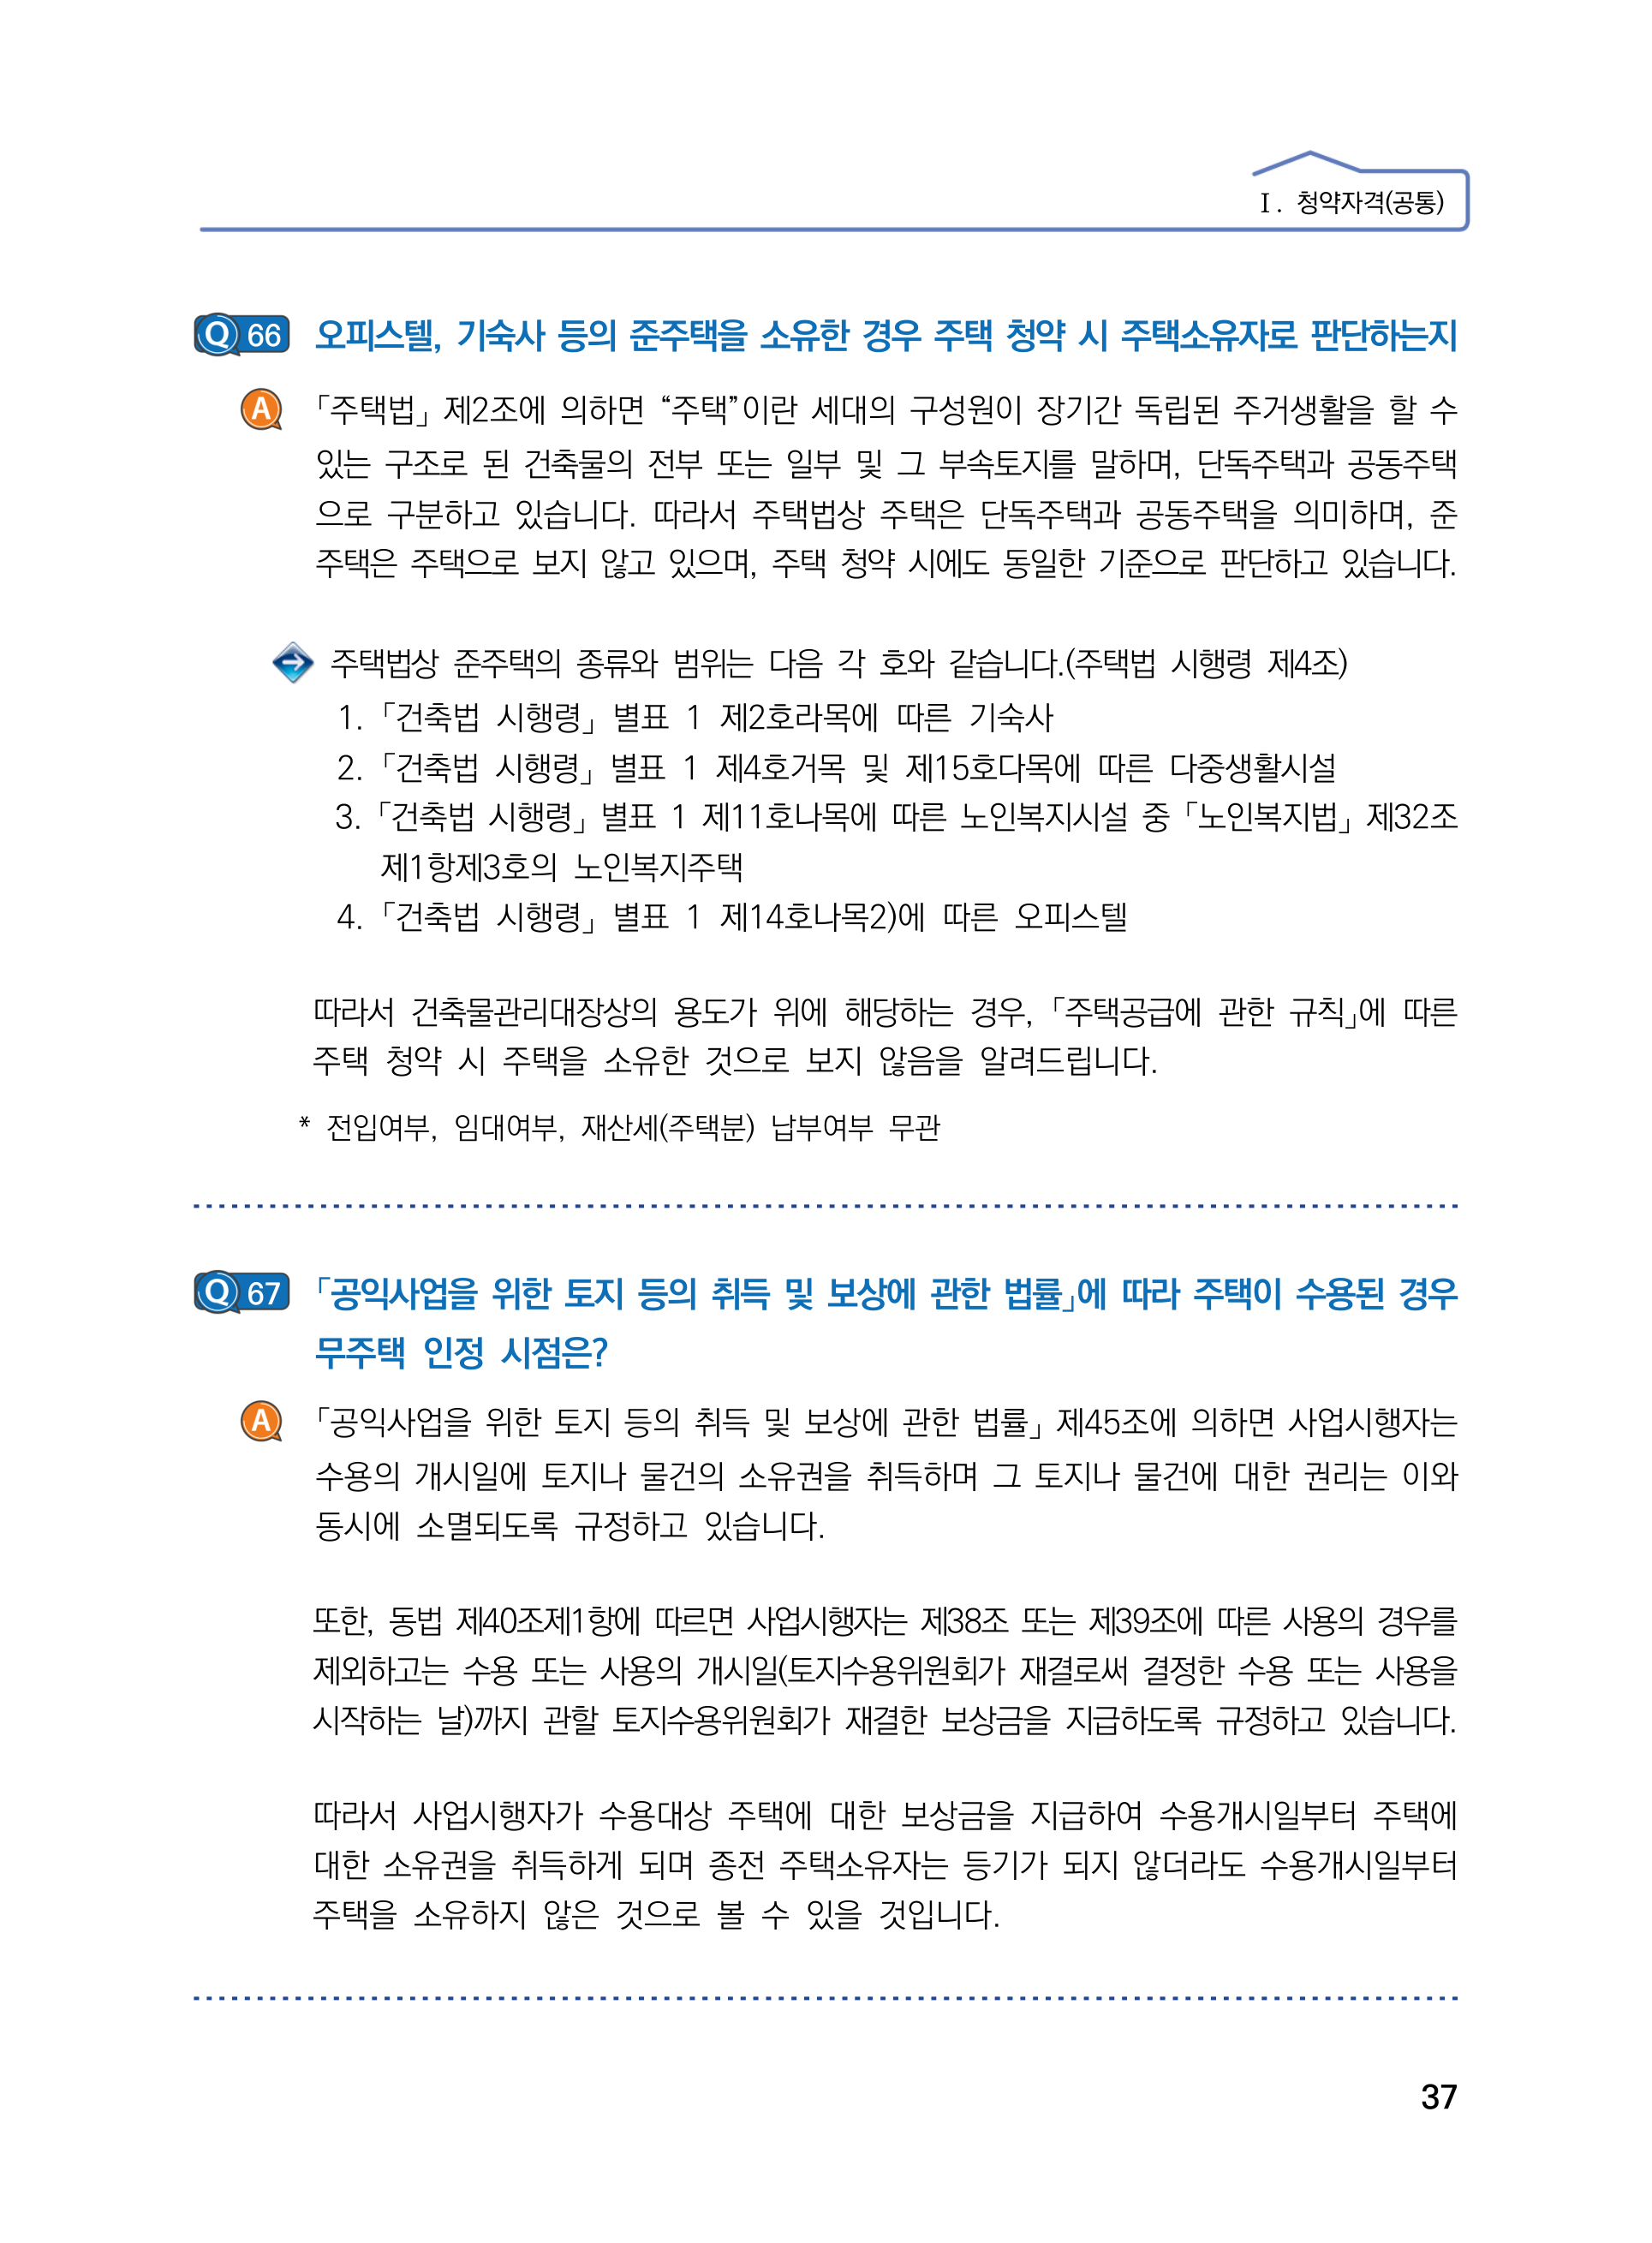 Ⅰ. 청약자격(공통)
Q 66 오피스텔, 기숙사 등의 준주택을 소유한 경우 주택 청약 시 주택소유자로 판단하는지
A 「주택법」 제2조에 의하면 “주택”이란 세대의 구성원이 장기간 독립된 주거생활을 할 수
있는 구조로 된 건축물의 전부 또는 일부 및 그 부속토지를 말하며, 단독주택과 공동주택
으로 구분하고 있습니다. 따라서 주택법상 주택은 단독주택과 공동주택을 의미하며, 준
주택은 주택으로 보지 않고 있으며, 주택 청약 시에도 동일한 기준으로 판단하고 있습니다.
주택법상 준주택의 종류와 범위는 다음 각 호와 같습니다.(주택법 시행령 제4조)
1. 「건축법 시행령」 별표 1 제2호라목에 따른 기숙사
2. 「건축법 시행령」 별표 1 제4호거목 및 제15호다목에 따른 다중생활시설
3. 「건축법 시행령」 별표 1 제11호나목에 따른 노인복지시설 중 「노인복지법」 제32조
제1항제3호의 노인복지주택
4. 「건축법 시행령」 별표 1 제14호나목2)에 따른 오피스텔
따라서 건축물관리대장상의 용도가 위에 해당하는 경우, 「주택공급에 관한 규칙」에 따른
주택 청약 시 주택을 소유한 것으로 보지 않음을 알려드립니다.
* 전입여부, 임대여부, 재산세(주택분) 납부여부 무관
Q 67 「공익사업을 위한 토지 등의 취득 및 보상에 관한 법률」에 따라 주택이 수용된 경우
무주택 인정 시점은?
A 「공익사업을 위한 토지 등의 취득 및 보상에 관한 법률」 제45조에 의하면 사업시행자는
수용의 개시일에 토지나 물건의 소유권을 취득하며 그 토지나 물건에 대한 권리는 이와
동시에 소멸되도록 규정하고 있습니다.
또한, 동법 제40조제1항에 따르면 사업시행자는 제38조 또는 제39조에 따른 사용의 경우를
제외하고는 수용 또는 사용의 개시일(토지수용위원회가 재결로써 결정한 수용 또는 사용을
시작하는 날)까지 관할 토지수용위원회가 재결한 보상금을 지급하도록 규정하고 있습니다.
따라서 사업시행자가 수용대상 주택에 대한 보상금을 지급하여 수용개시일부터 주택에
대한 소유권을 취득하게 되며 종전 주택소유자는 등기가 되지 않더라도 수용개시일부터
주택을 소유하지 않은 것으로 볼 수 있을 것입니다.
37